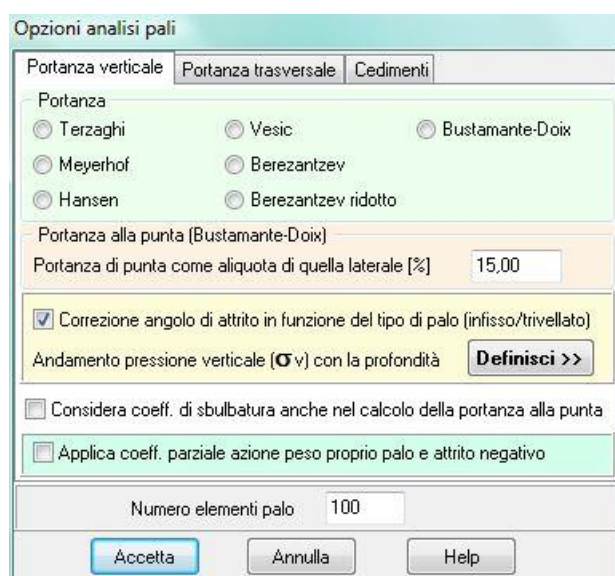 Opzioni analisi pali
Portanza verticale Portanza trasversale Cedimenti
Portanza
Terzaghi Vesic Bustamante-Doix
Meyerhof Berezantzev
Hansen Berezantzev ridotto
Portanza alla punta (Bustamante-Doix)
Portanza di punta come aliquota di quella laterale [%] 15,00
Correzione angolo di attrito in funzione del tipo di palo (infisso/trivellato)
Andamento pressione verticale (σv) con la profondità Definisci >>
Considera coeff. di sbulbatura anche nel calcolo della portanza alla punta
Applica coeff. parziale azione peso proprio palo e attrito negativo
Numero elementi palo 100
Accetta Annulla Help